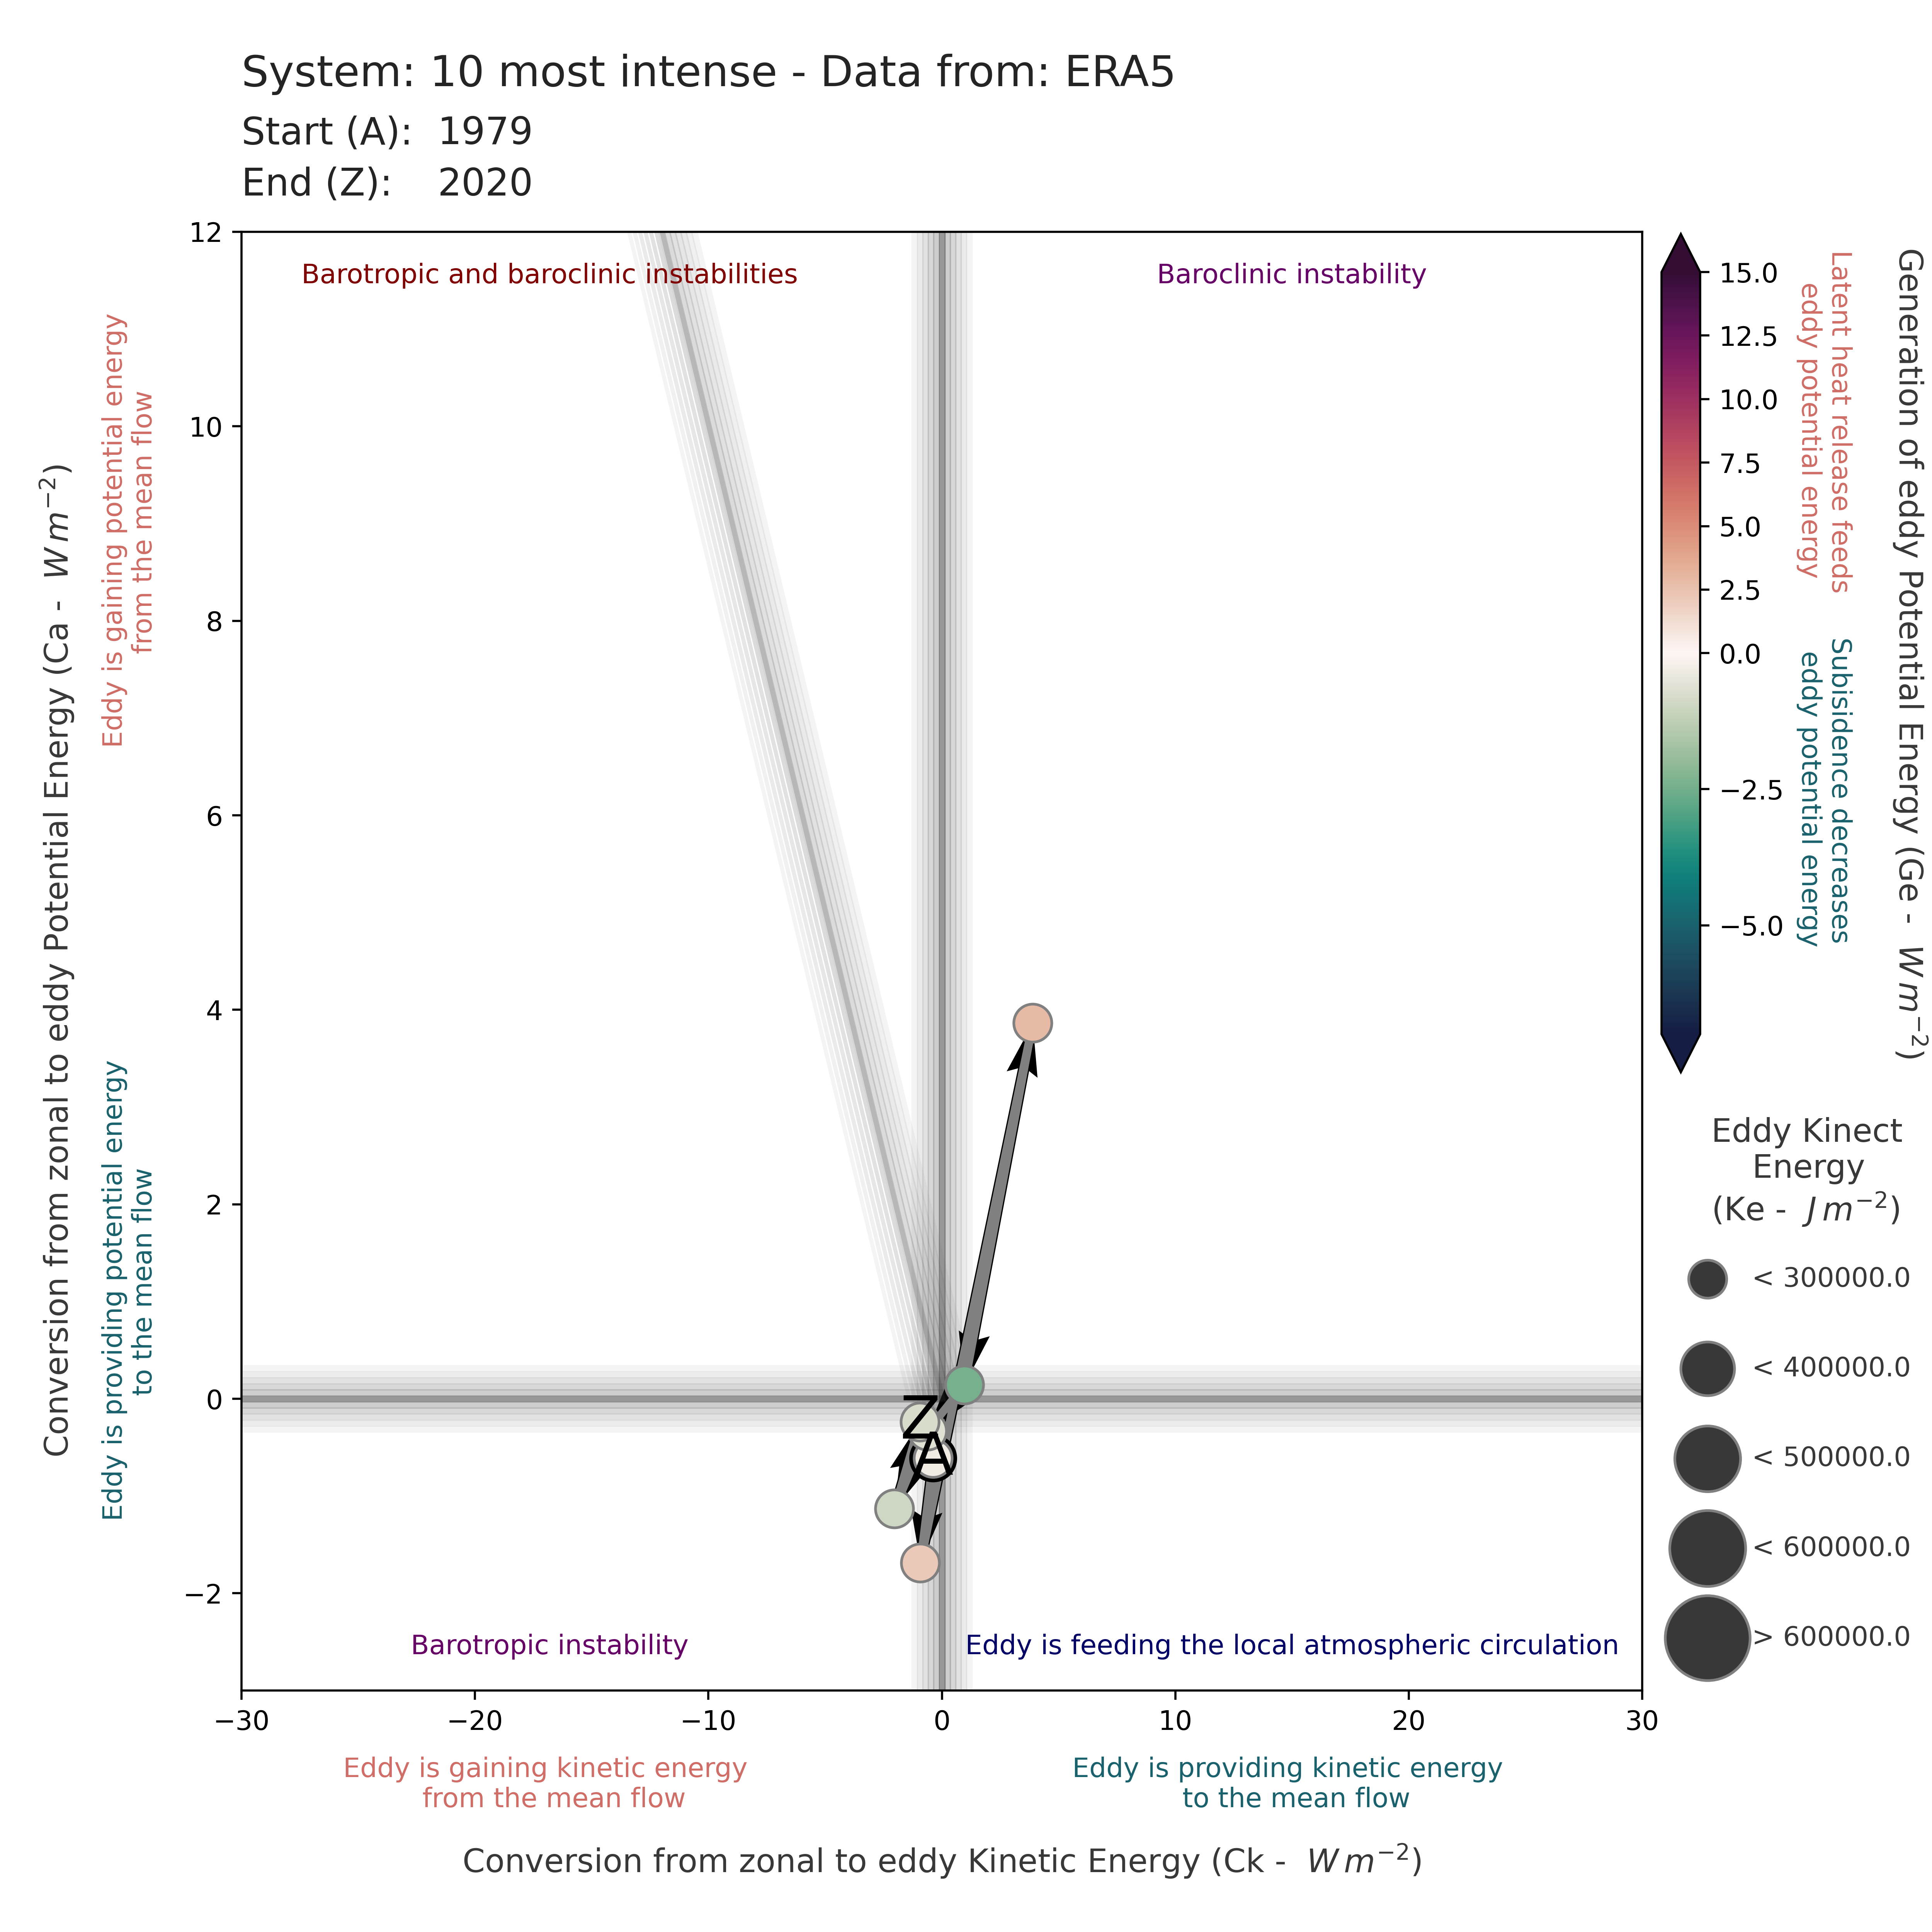 System: 10 most intense - Data from: ERA5
Start (A): 1979
End (Z): 2020
Conversion from zonal to eddy Potential Energy (Ca - W m⁻²)
Eddy is gaining potential energy
from the mean flow
Eddy is providing potential energy
to the mean flow
12
10
8
6
4
2
0
−2
Barotropic and baroclinic instabilities
Baroclinic instability
Z
A
Barotropic instability
Eddy is feeding the local atmospheric circulation
−30
−20
−10
0
10
20
30
Eddy is gaining kinetic energy
from the mean flow
Eddy is providing kinetic energy
to the mean flow
Conversion from zonal to eddy Kinetic Energy (Ck - W m⁻²)
15.0
12.5
10.0
7.5
5.0
2.5
0.0
−2.5
−5.0
Latent heat release feeds
eddy potential energy
Subisidence decreases
eddy potential energy
Generation of eddy Potential Energy (Ge - W m⁻²)
Eddy Kinect
Energy
(Ke - J m⁻²)
< 300000.0
< 400000.0
< 500000.0
< 600000.0
> 600000.0